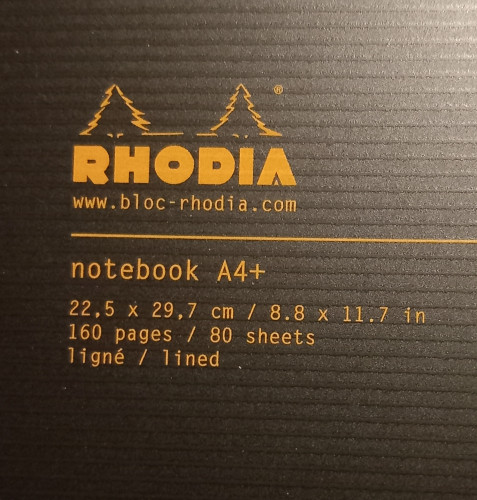 ®
RHODIA
www.bloc-rhodia.com
notebook A4+
22,5 x 29,7 cm / 8.8 x 11.7 in
160 pages / 80 sheets
ligné / lined